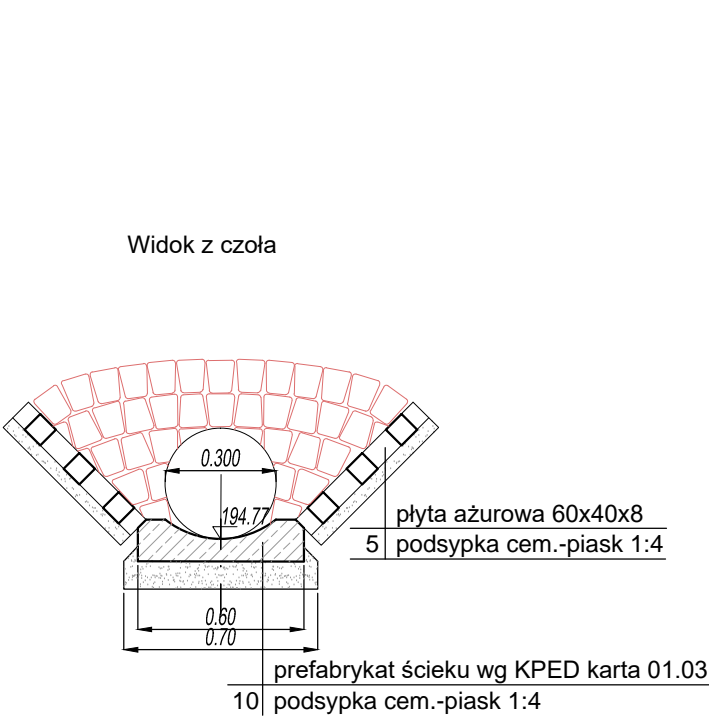 Widok z czoła
0.300
194.77
płyta ażurowa 60x40x8
5 podsypka cem.-piask 1:4
0.60
0.70
prefabrykat ścieku wg KPED karta 01.03
10 podsypka cem.-piask 1:4